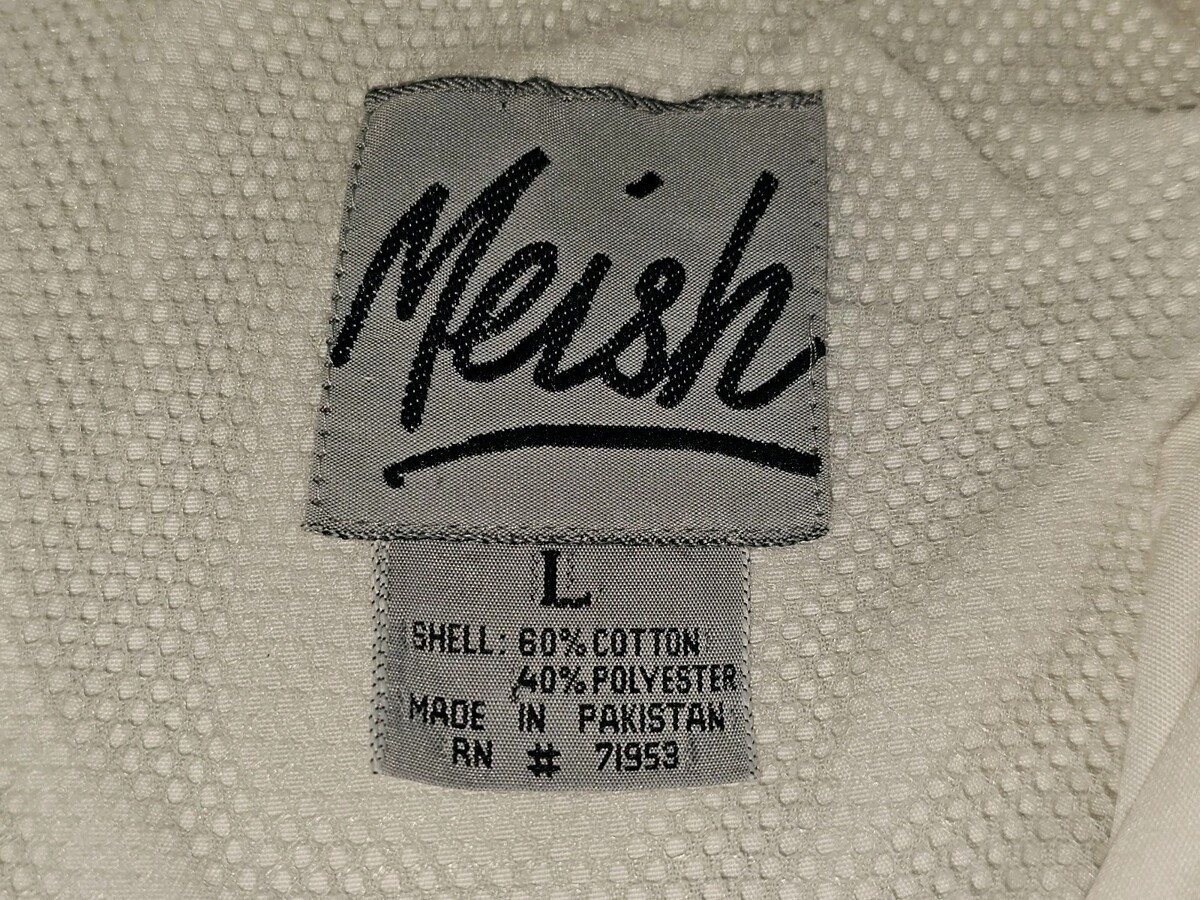 Meish
L
SHELL: 60% COTTON
40% POLYESTER
MADE IN PAKISTAN
RN # 71953